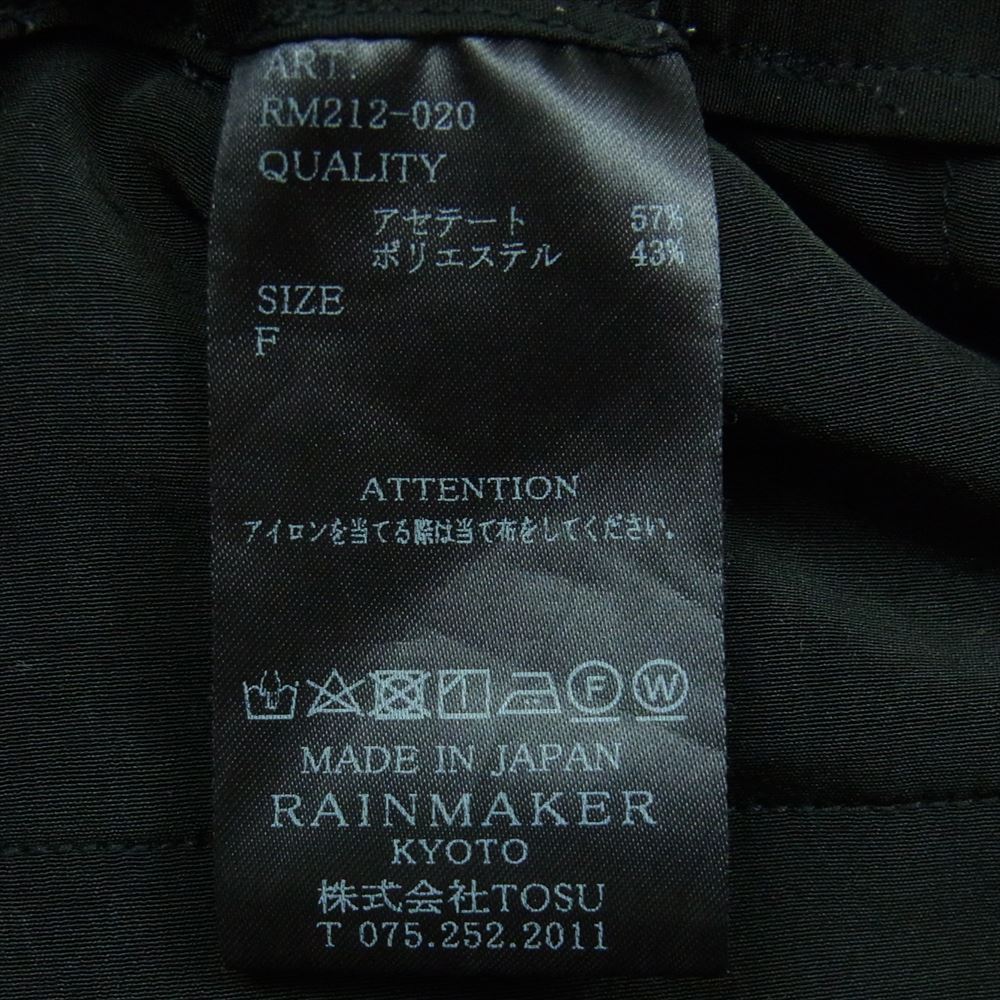 ART.
RM212-020
QUALITY
アセテート 57%
ポリエステル 43%
SIZE
F
ATTENTION
アイロンを当てる際は当て布をしてください。
F W
MADE IN JAPAN
RAINMAKER
KYOTO
株式会社TOSU
T 075.252.2011